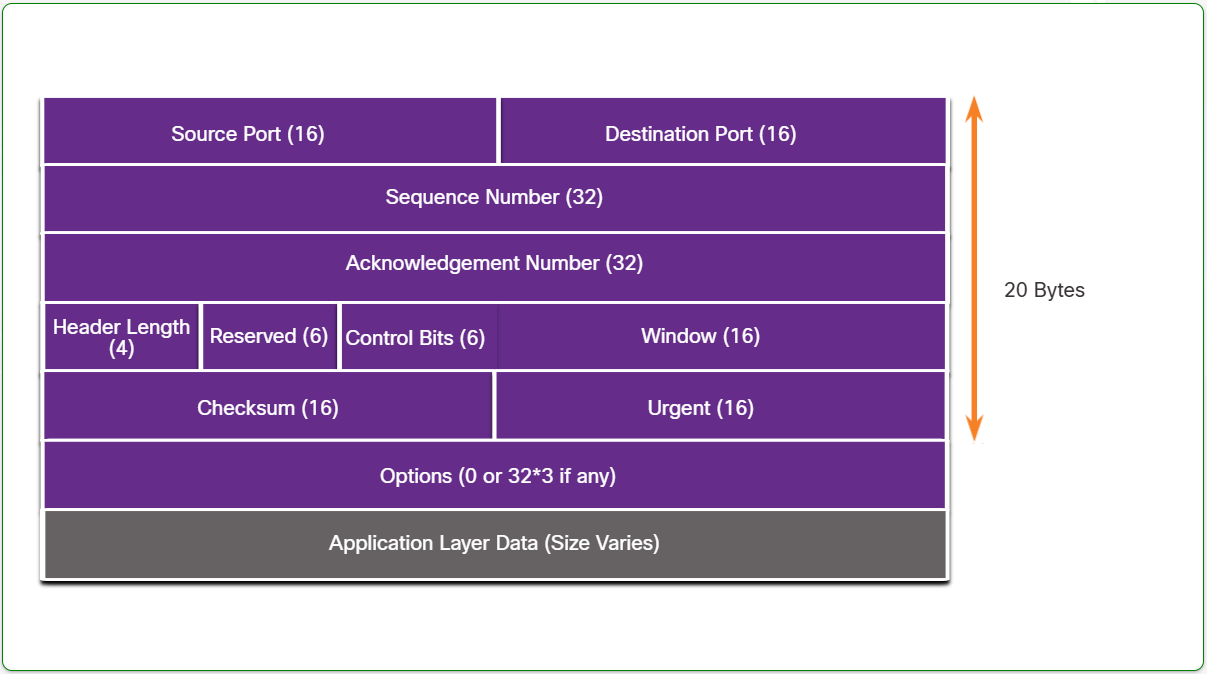 Source Port (16)
Destination Port (16)
Sequence Number (32)
Acknowledgement Number (32)
Header Length
(4)
Reserved (6)
Control Bits (6)
Window (16)
Checksum (16)
Urgent (16)
Options (0 or 32*3 if any)
Application Layer Data (Size Varies)
20 Bytes